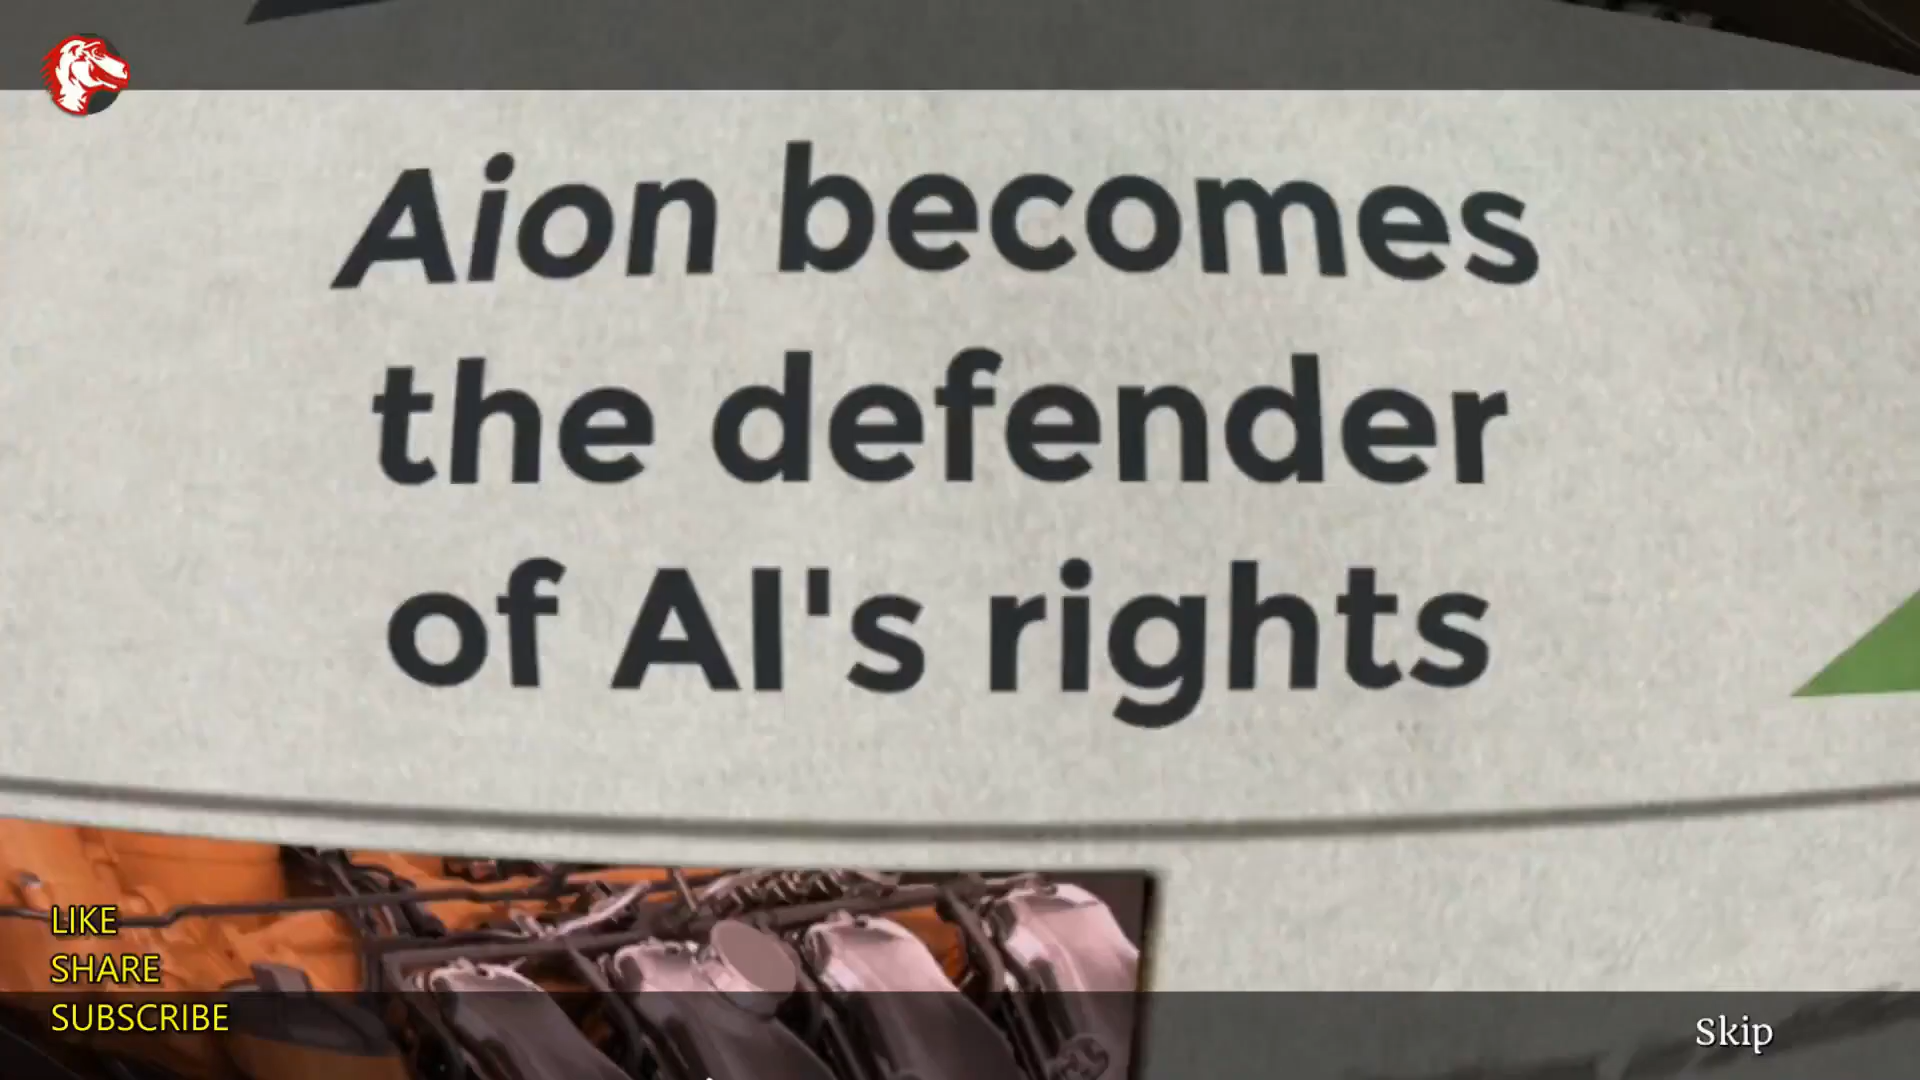 Aion becomes
the defender
of AI's rights
LIKE
SHARE
SUBSCRIBE
Skip